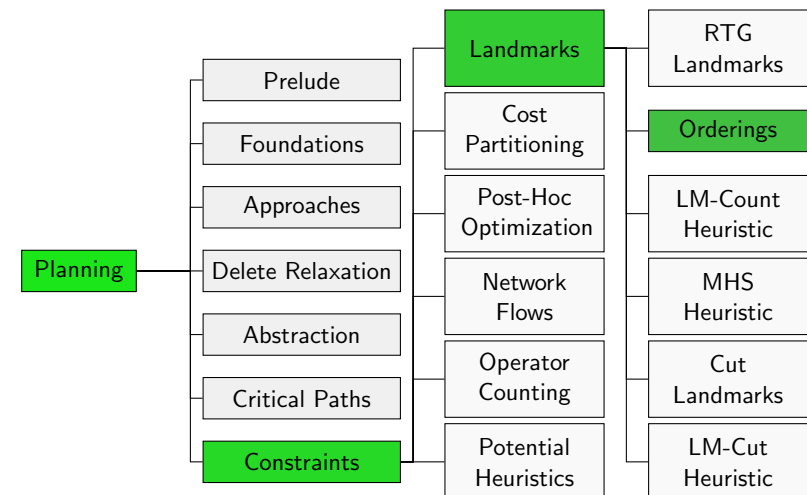 Planning
Prelude
Foundations
Approaches
Delete Relaxation
Abstraction
Critical Paths
Constraints
Landmarks
Cost
Partitioning
Post-Hoc
Optimization
Network
Flows
Operator
Counting
Potential
Heuristics
RTG
Landmarks
Orderings
LM-Count
Heuristic
MHS
Heuristic
Cut
Landmarks
LM-Cut
Heuristic